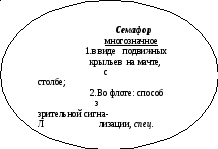 Семафор
многозначное
1.в виде подвижных
крыльев на мачте,
с
столбе;
2.Во флоте: способ
з
зрительной сигна-
Л лизации, спец.